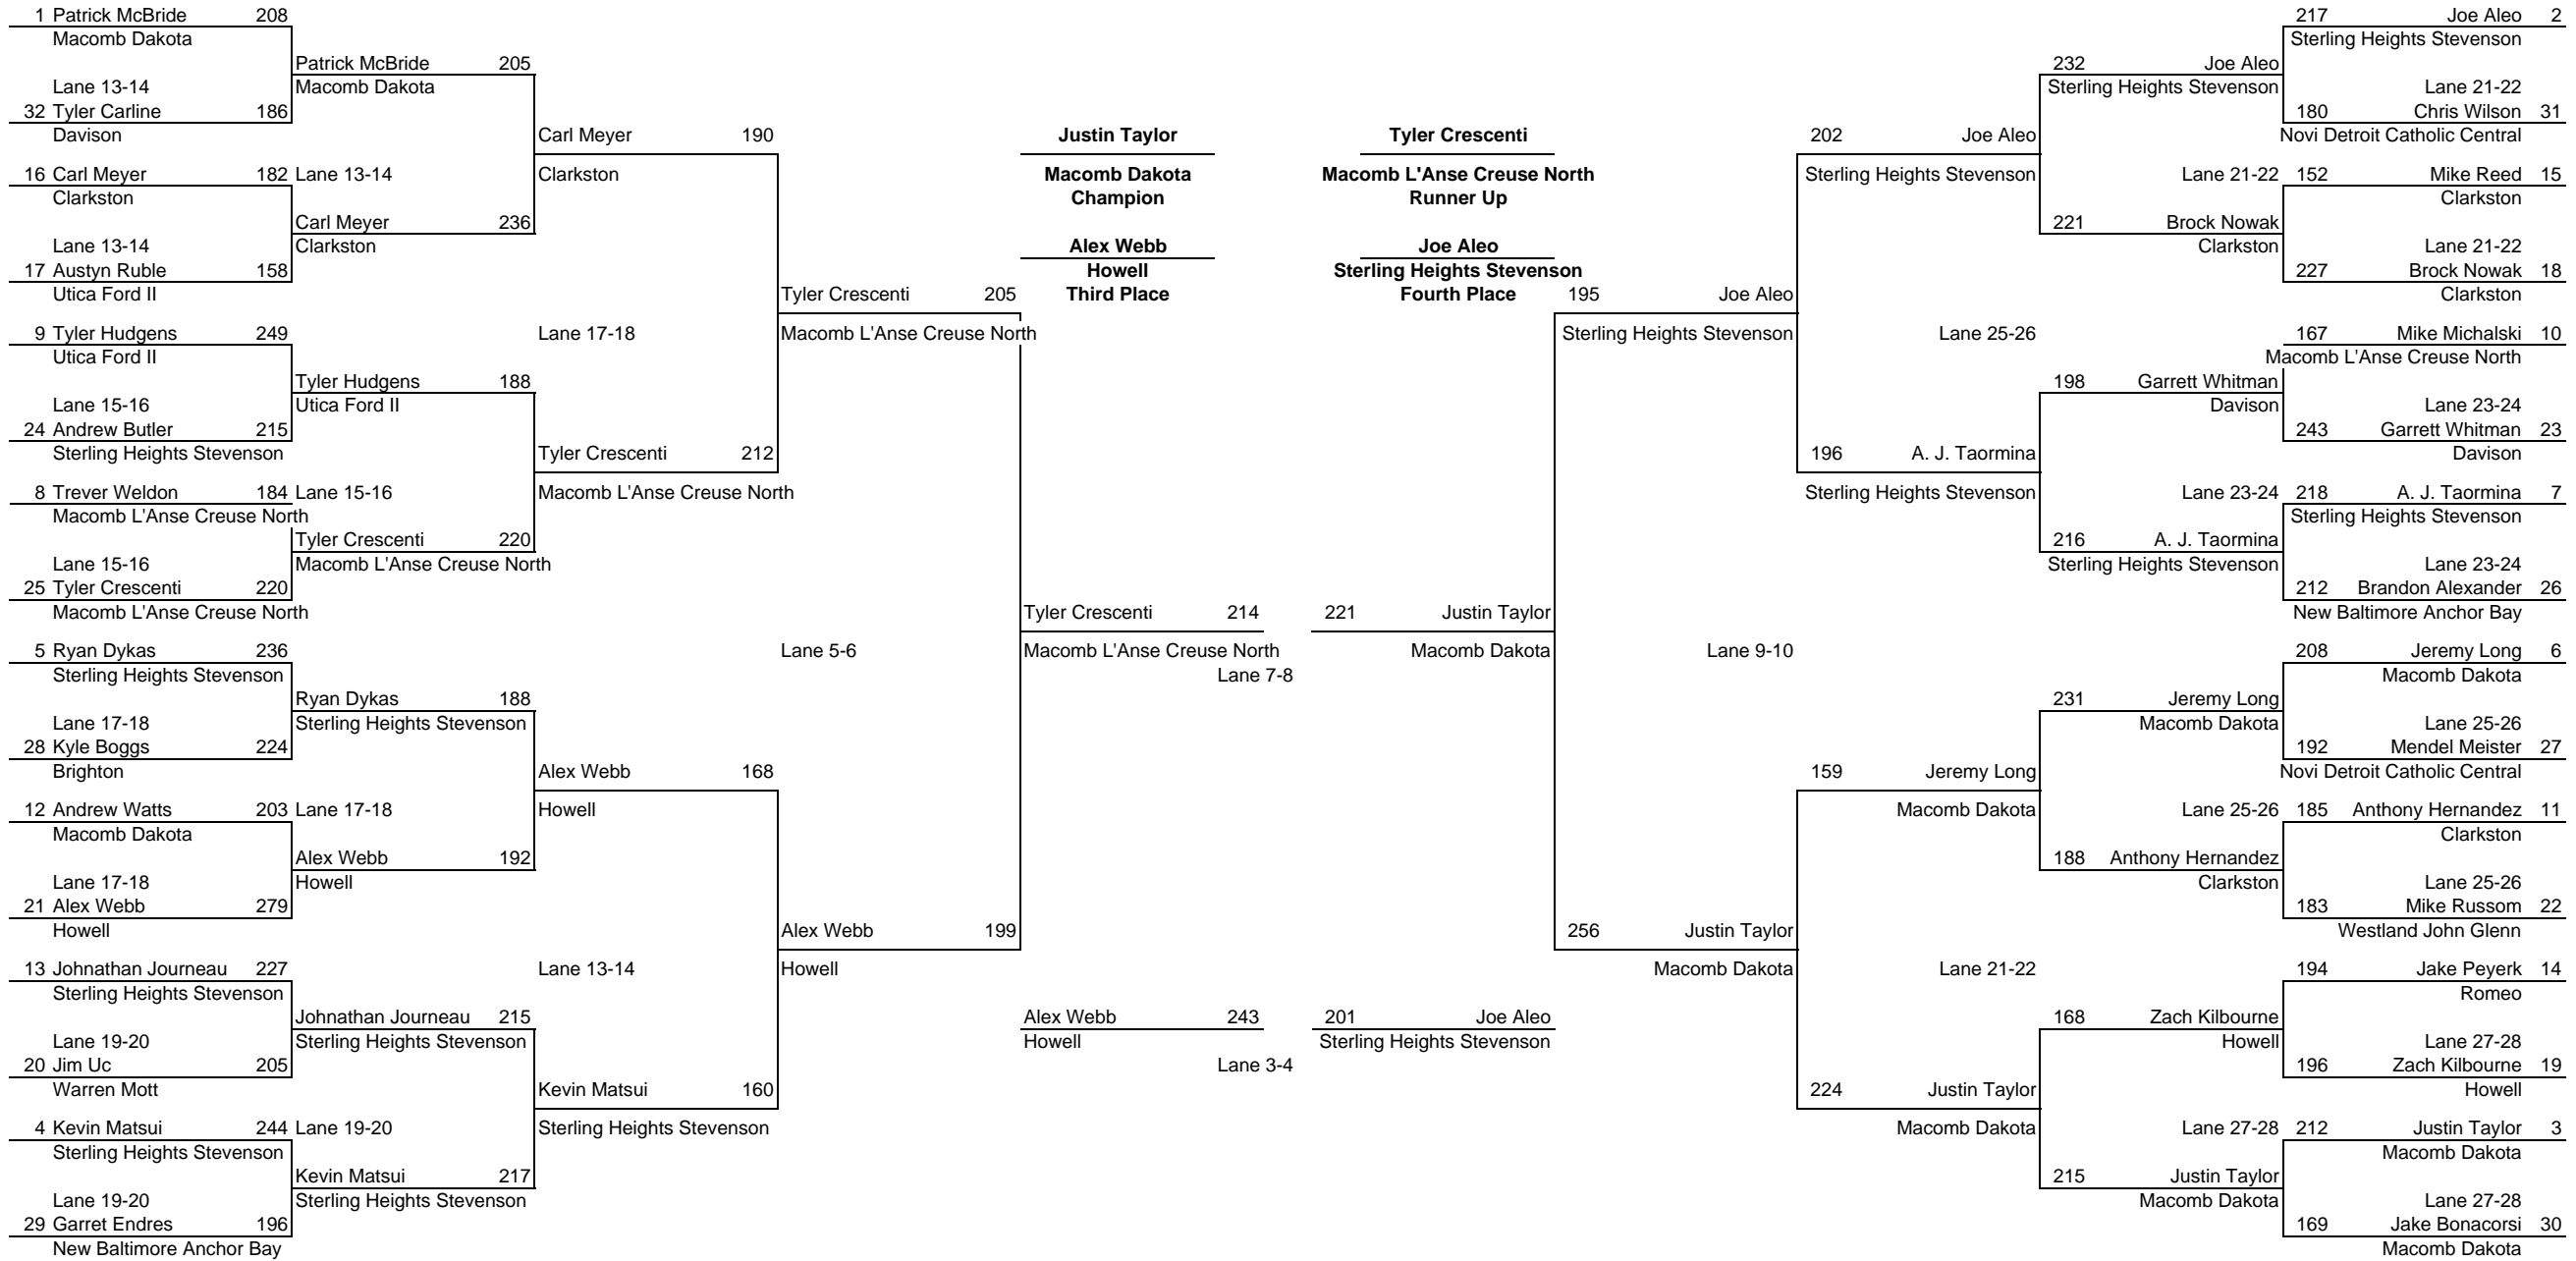 1 Patrick McBride 208
Macomb Dakota
Lane 13-14
32 Tyler Carline 186
Davison
16 Carl Meyer 182
Clarkston
Lane 13-14
17 Austyn Ruble 158
Utica Ford II
9 Tyler Hudgens 249
Utica Ford II
Lane 15-16
24 Andrew Butler 215
Sterling Heights Stevenson
8 Trever Weldon 184
Macomb L'Anse Creuse North
Lane 15-16
25 Tyler Crescenti 220
Macomb L'Anse Creuse North
5 Ryan Dykas 236
Sterling Heights Stevenson
Lane 17-18
28 Kyle Boggs 224
Brighton
12 Andrew Watts 203
Macomb Dakota
Lane 17-18
21 Alex Webb 279
Howell
13 Johnathan Journeau 227
Sterling Heights Stevenson
Lane 19-20
20 Jim Uc 205
Warren Mott
4 Kevin Matsui 244
Sterling Heights Stevenson
Lane 19-20
29 Garret Endres 196
New Baltimore Anchor Bay
Patrick McBride 205
Macomb Dakota
Lane 13-14
Carl Meyer 236
Clarkston
Tyler Hudgens 188
Utica Ford II
Lane 15-16
Tyler Crescenti 220
Macomb L'Anse Creuse North
Ryan Dykas 188
Sterling Heights Stevenson
Lane 17-18
Alex Webb 192
Howell
Johnathan Journeau 215
Sterling Heights Stevenson
Lane 19-20
Kevin Matsui 217
Sterling Heights Stevenson
Carl Meyer 190
Clarkston
Lane 17-18
Tyler Crescenti 212
Macomb L'Anse Creuse North
Alex Webb 168
Howell
Lane 13-14
Kevin Matsui 160
Sterling Heights Stevenson
Tyler Crescenti 205
Macomb L'Anse Creuse North
Lane 5-6
Alex Webb 199
Howell
Justin Taylor
Macomb Dakota
Champion
Alex Webb
Howell
Third Place
Tyler Crescenti
Macomb L'Anse Creuse North
Runner Up
Joe Aleo
Sterling Heights Stevenson
Fourth Place
Tyler Crescenti 214
Macomb L'Anse Creuse North
Lane 7-8
221 Justin Taylor
Macomb Dakota
Alex Webb 243
Howell
Lane 3-4
201 Joe Aleo
Sterling Heights Stevenson
195 Joe Aleo
Sterling Heights Stevenson
Lane 9-10
256 Justin Taylor
Macomb Dakota
202 Joe Aleo
Sterling Heights Stevenson
Lane 25-26
196 A. J. Taormina
Sterling Heights Stevenson
159 Jeremy Long
Macomb Dakota
Lane 21-22
224 Justin Taylor
Macomb Dakota
232 Joe Aleo
Sterling Heights Stevenson
Lane 21-22
221 Brock Nowak
Clarkston
198 Garrett Whitman
Davison
Lane 23-24
216 A. J. Taormina
Sterling Heights Stevenson
231 Jeremy Long
Macomb Dakota
Lane 25-26
188 Anthony Hernandez
Clarkston
168 Zach Kilbourne
Howell
Lane 27-28
215 Justin Taylor
Macomb Dakota
217 Joe Aleo 2
Sterling Heights Stevenson
Lane 21-22
180 Chris Wilson 31
Novi Detroit Catholic Central
152 Mike Reed 15
Clarkston
Lane 21-22
227 Brock Nowak 18
Clarkston
167 Mike Michalski 10
Macomb L'Anse Creuse North
Lane 23-24
243 Garrett Whitman 23
Davison
218 A. J. Taormina 7
Sterling Heights Stevenson
Lane 23-24
212 Brandon Alexander 26
New Baltimore Anchor Bay
208 Jeremy Long 6
Macomb Dakota
Lane 25-26
192 Mendel Meister 27
Novi Detroit Catholic Central
185 Anthony Hernandez 11
Clarkston
Lane 25-26
183 Mike Russom 22
Westland John Glenn
194 Jake Peyerk 14
Romeo
Lane 27-28
196 Zach Kilbourne 19
Howell
212 Justin Taylor 3
Macomb Dakota
Lane 27-28
169 Jake Bonacorsi 30
Macomb Dakota